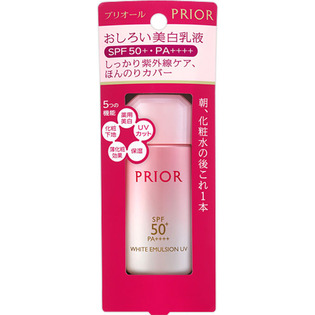 プリオール PRIOR
おしろい美白乳液
SPF50+・PA++++
しっかり紫外線ケア、
ほんのりカバー
5つの
機能
薬用
美白
UV
カット
保湿
薄化粧
効果
化粧
下地
朝、化粧水の後これ1本
PRIOR
SPF
50+
PA++++
WHITE EMULSION UV